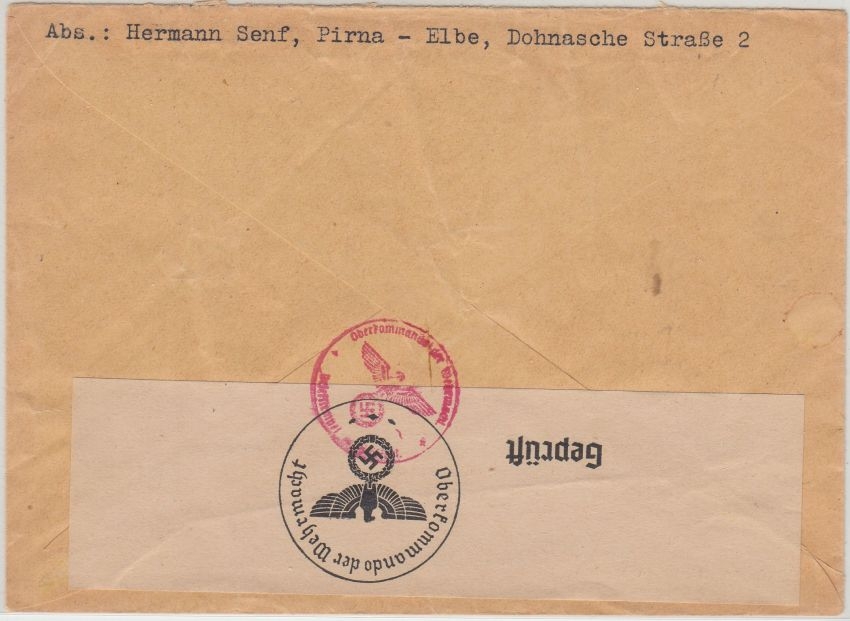 Abs.: Hermann Senf, Pirna - Elbe, Dohnasche Straße 2
Oberkommando der Wehrmacht
Geprüft
Oberkommando der Wehrmacht